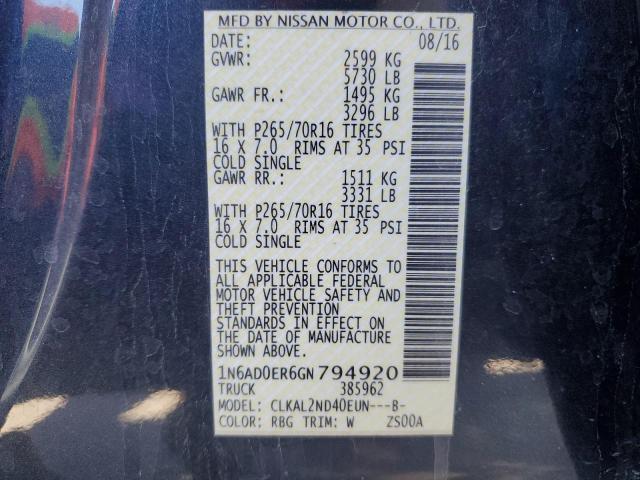 MFD BY NISSAN MOTOR CO., LTD.
DATE: 08/16
GVWR: 2599 KG
5730 LB
GAWR FR.: 1495 KG
3296 LB
WITH P265/70R16 TIRES
16 X 7.0 RIMS AT 35 PSI
COLD SINGLE
GAWR RR.: 1511 KG
3331 LB
WITH P265/70R16 TIRES
16 X 7.0 RIMS AT 35 PSI
COLD SINGLE
THIS VEHICLE CONFORMS TO
ALL APPLICABLE FEDERAL
MOTOR VEHICLE SAFETY AND
THEFT PREVENTION
STANDARDS IN EFFECT ON
THE DATE OF MANUFACTURE
SHOWN ABOVE.
1N6AD0ER6GN794920
TRUCK 385962
MODEL: CLKAL2ND40EUN---B-
COLOR: RBG TRIM: W ZS00A